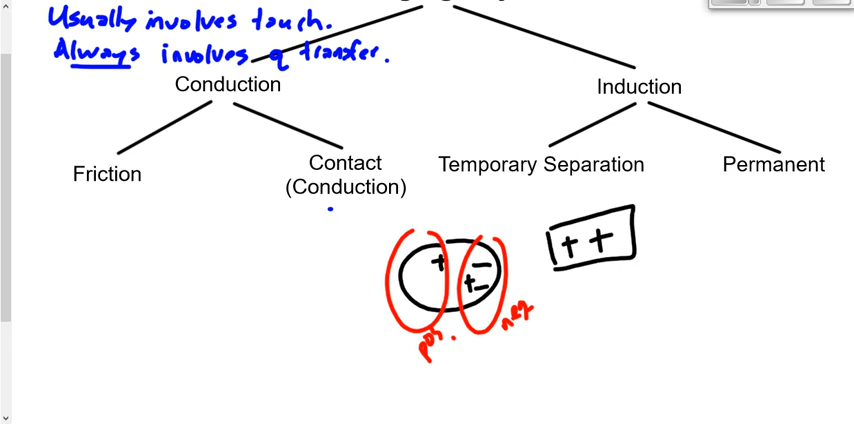 Usually involves touch.
Always involves q transfer.
Conduction
Induction
Friction
Contact
(Conduction)
Temporary Separation
Permanent
+ +
+ -
+ -
pos.
neg